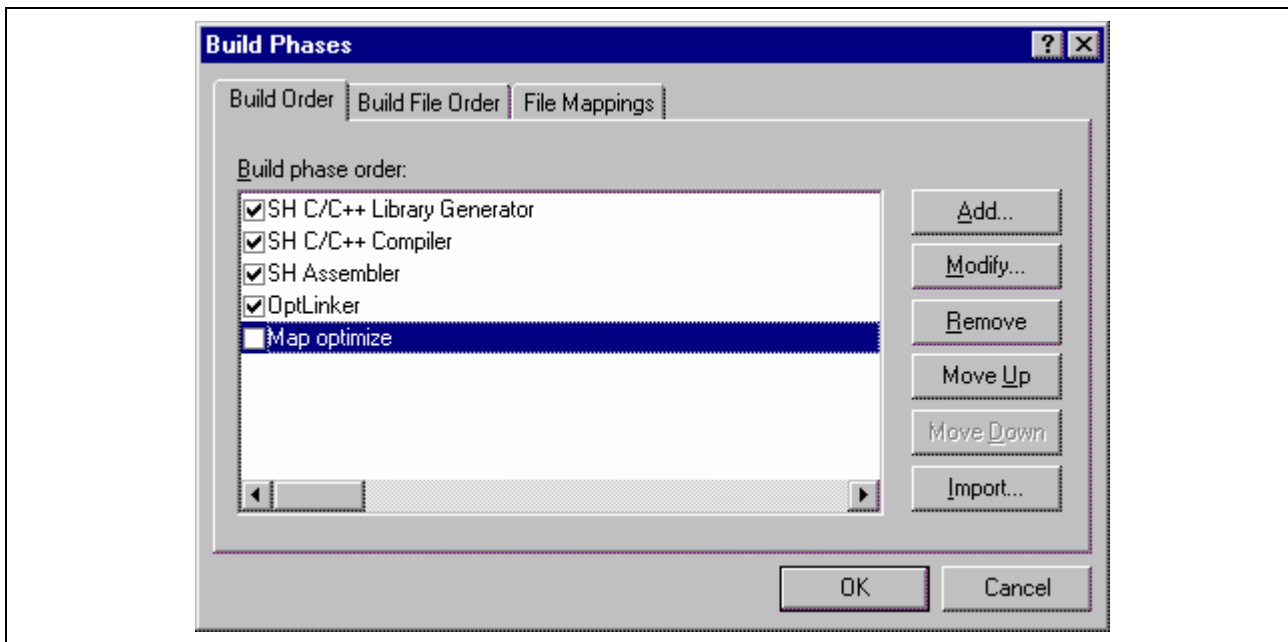 Build Phases
Build Order Build File Order File Mappings
Build phase order:
SH C/C++ Library Generator
SH C/C++ Compiler
SH Assembler
OptLinker
Map optimize
Add...
Modify...
Remove
Move Up
Move Down
Import...
OK Cancel